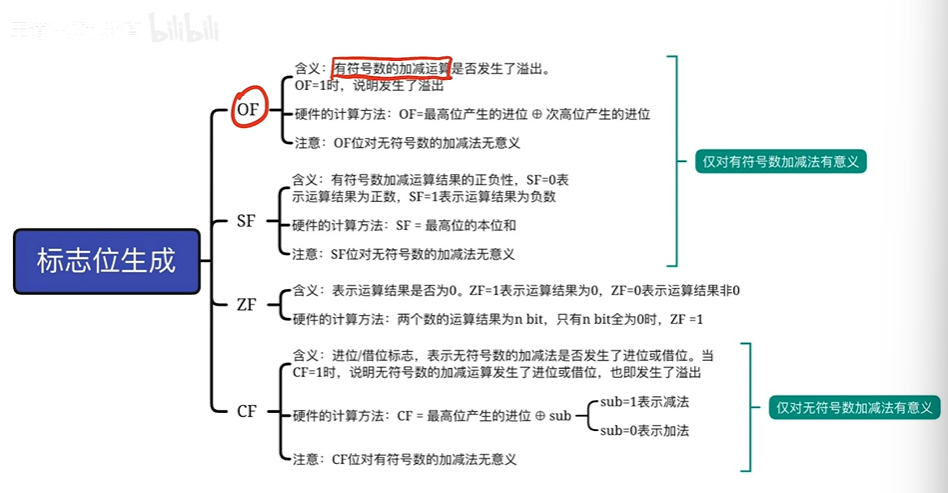 bilibili
含义：有符号数的加减运算是否发生了溢出。
OF=1时，说明发生了溢出
OF
硬件的计算方法：OF=最高位产生的进位 ⊕ 次高位产生的进位
注意：OF位对无符号数的加减法无意义
仅对有符号数加减法有意义
含义：有符号数加减运算结果的正负性，SF=0表
示运算结果为正数，SF=1表示运算结果为负数
SF
硬件的计算方法：SF = 最高位的本位和
注意：SF位对无符号数的加减法无意义
标志位生成
含义：表示运算结果是否为0。ZF=1表示运算结果为0，ZF=0表示运算结果非0
ZF
硬件的计算方法：两个数的运算结果为n bit，只有n bit全为0时，ZF =1
含义：进位/借位标志，表示无符号数的加减法是否发生了进位或借位。当
CF=1时，说明无符号数的加减运算发生了进位或借位，也即发生了溢出
CF
硬件的计算方法：CF = 最高位产生的进位 ⊕ sub
sub=1表示减法
sub=0表示加法
仅对无符号数加减法有意义
注意：CF位对有符号数的加减法无意义